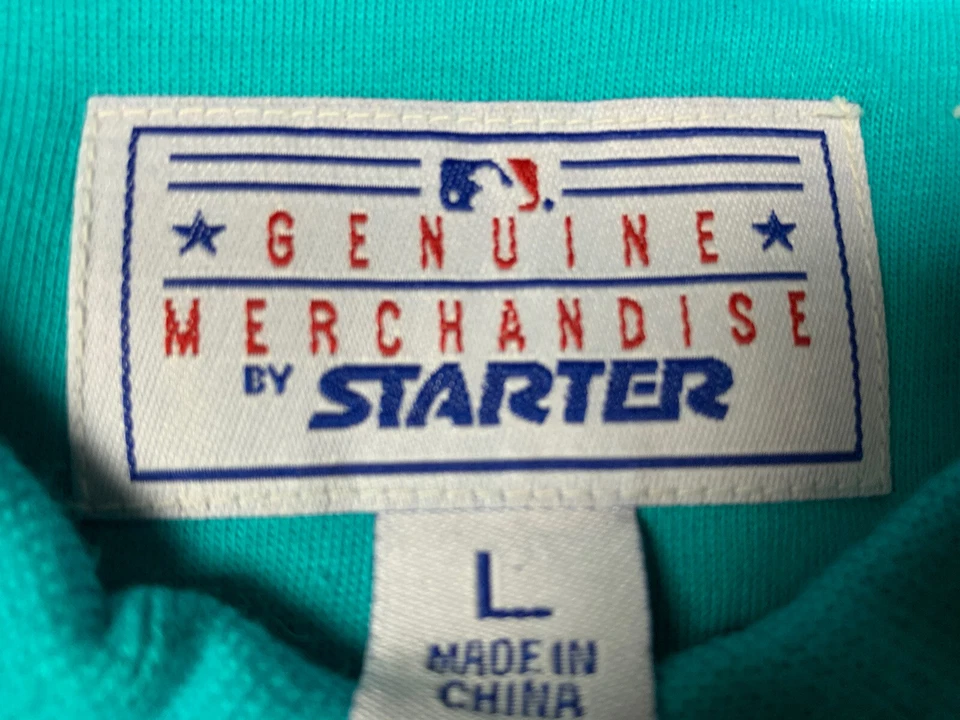 GENUINE
MERCHANDISE
BY STARTER
L
MADE IN
CHINA